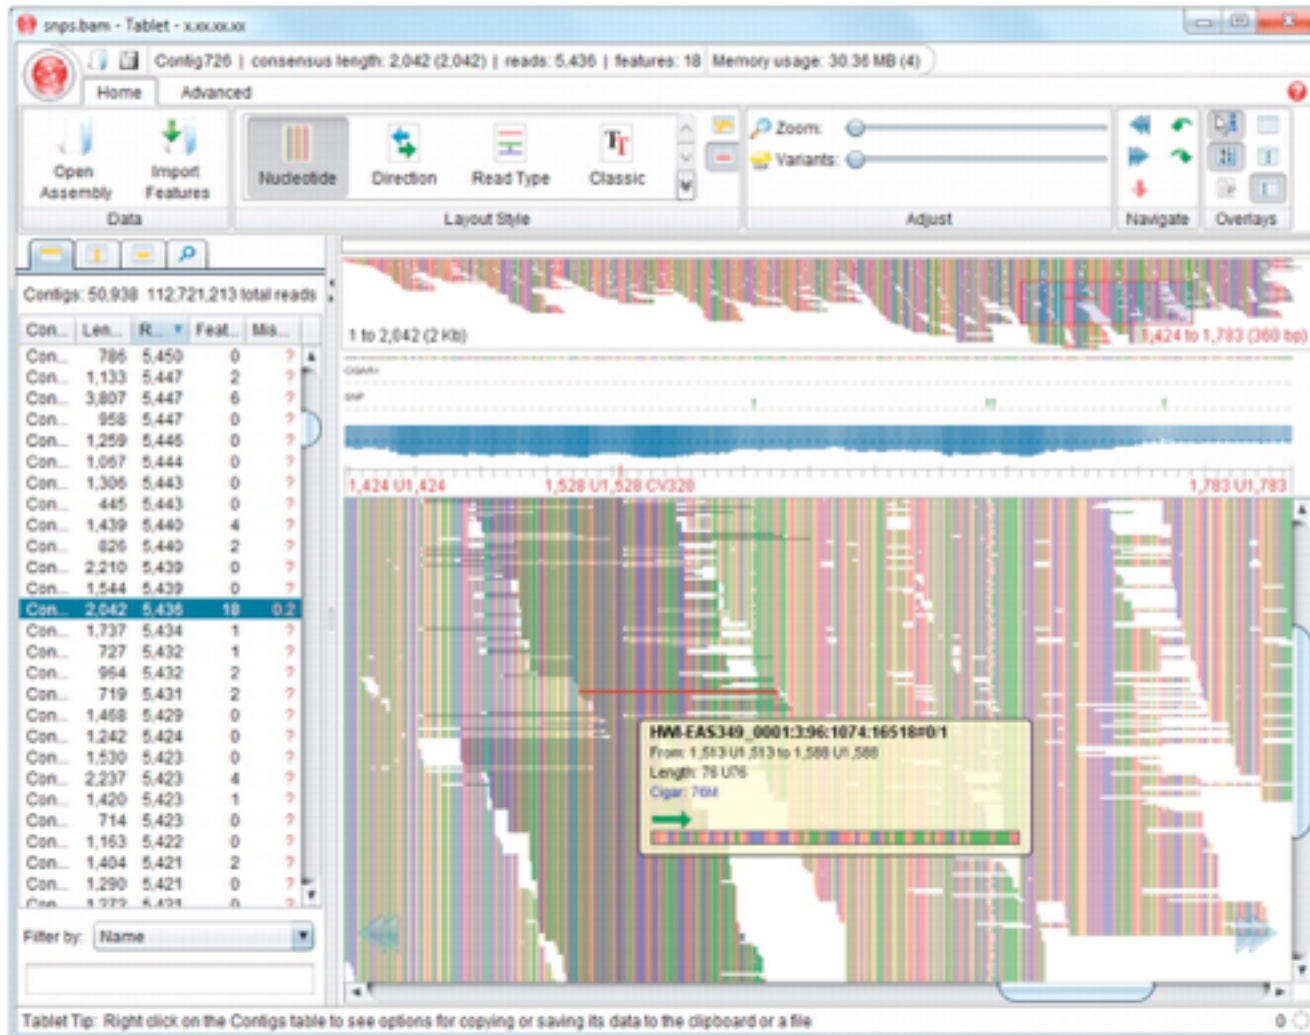 snps.bam - Tablet - x.xx.xx.xx
Contig726 | consensus length: 2,042 (2,042) | reads: 5,436 | features: 18 | Memory usage: 30.36 MB (4)
Home Advanced
Open Assembly
Import Features
Data
Nucleotide Direction Read Type Classic
Layout Style
Zoom:
Variants:
Adjust
Navigate
Overlays
Contigs: 50,938 112,721,213 total reads
Con... Len... R... Feat... Mis...
Con... 786 5,450 0 ?
Con... 1,133 5,447 2 ?
Con... 3,807 5,447 6 ?
Con... 958 5,447 0 ?
Con... 1,259 5,446 0 ?
Con... 1,067 5,444 0 ?
Con... 1,306 5,443 0 ?
Con... 445 5,443 0 ?
Con... 1,439 5,440 4 ?
Con... 826 5,440 2 ?
Con... 2,210 5,439 0 ?
Con... 1,544 5,439 0 ?
Con... 2,042 5,436 18 0.2
Con... 1,737 5,434 1 ?
Con... 727 5,432 1 ?
Con... 964 5,432 2 ?
Con... 719 5,431 2 ?
Con... 1,468 5,429 0 ?
Con... 1,242 5,424 0 ?
Con... 1,530 5,423 0 ?
Con... 2,237 5,423 4 ?
Con... 1,420 5,423 1 ?
Con... 714 5,423 0 ?
Con... 1,163 5,422 0 ?
Con... 1,404 5,421 2 ?
Con... 1,290 5,421 0 ?
Con... 1,272 5,421 0 ?
Filter by: Name
1 to 2,042 (2 Kb)
1,424 to 1,783 (360 bp)
SNP
1,424 U1,424 1,528 U1,528 CV320 1,783 U1,783
HWI-EAS349_0001:3:96:1074:16518#0/1
From: 1,513 U1,513 to 1,588 U1,588
Length: 76 U76
Cigar: 76M
Tablet Tip: Right click on the Contigs table to see options for copying or saving its data to the clipboard or a file
0